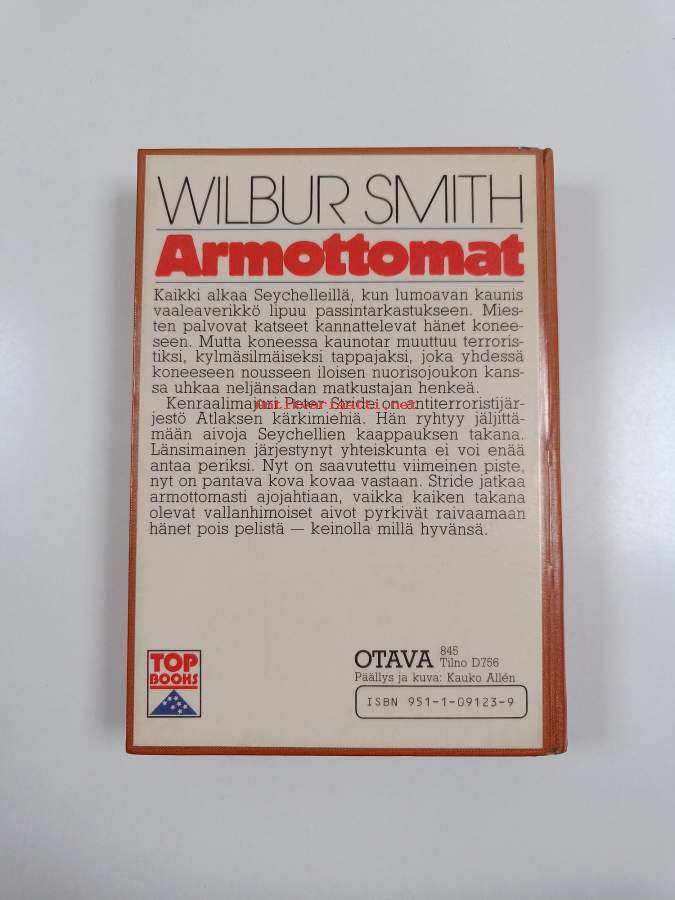 WILBUR SMITH
Armottomat
Kaikki alkaa Seychelleillä, kun lumoavan kaunis
vaaleaverikkö lipuu passintarkastukseen. Mies-
ten palvovat katseet kannattelevat hänet konee-
seen. Mutta koneessa kaunotar muuttuu terroris-
tiksi, kylmäsilmäiseksi tappajaksi, joka yhdessä
koneeseen nousseen iloisen nuorisojoukon kans-
sa uhkaa neljänsadan matkustajan henkeä.
Kenraalimajuri Peter Stride on antiterroristijär-
jestö Atlaksen kärkimiehiä. Hän ryhtyy jäljittä-
mään aivoja Seychellien kaappauksen takana.
Länsimainen järjestynyt yhteiskunta ei voi enää
antaa periksi. Nyt on saavutettu viimeinen piste,
nyt on pantava kova kovaa vastaan. Stride jatkaa
armottomasti ajojahtiaan, vaikka kaiken takana
olevat vallanhimoiset aivot pyrkivät raivaamaan
hänet pois pelistä — keinolla millä hyvänsä.
TOP
BOOKS
OTAVA
845
Tilno D756
Päällys ja kuva: Kauko Allén
ISBN 951-1-09123-9